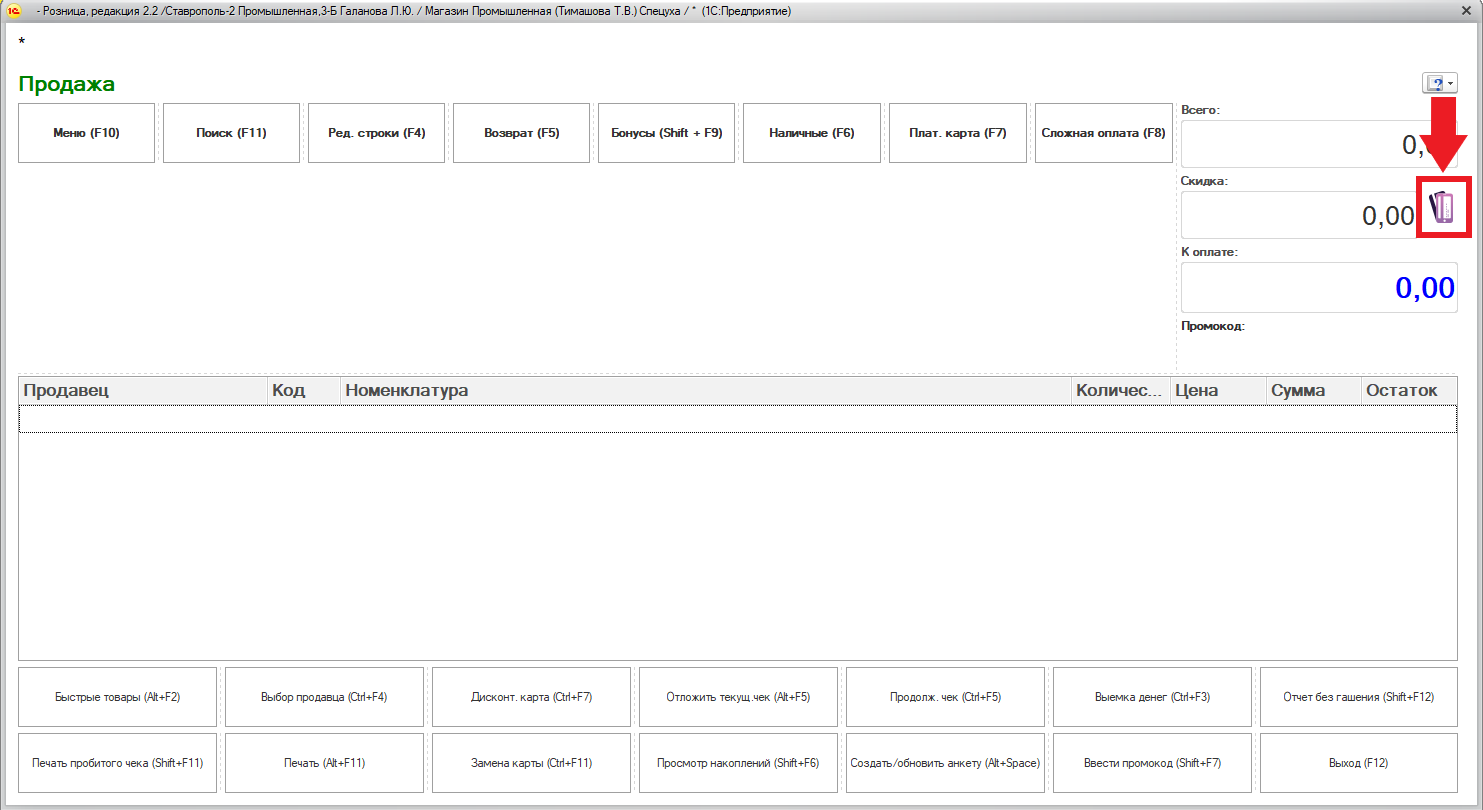 - Розница, редакция 2.2 /Ставрополь-2 Промышленная,3-Б Галанова Л.Ю. / Магазин Промышленная (Тимашова Т.В.) Спецуха / * (1С:Предприятие)
*
Продажа
Меню (F10) Поиск (F11) Ред. строки (F4) Возврат (F5) Бонусы (Shift + F9) Наличные (F6) Плат. карта (F7) Сложная оплата (F8)
Всего:
0,
Скидка:
0,00
К оплате:
0,00
Промокод:
Продавец Код Номенклатура Количес... Цена Сумма Остаток
Быстрые товары (Alt+F2) Выбор продавца (Ctrl+F4) Дисконт. карта (Ctrl+F7) Отложить текущ.чек (Alt+F5) Продолж. чек (Ctrl+F5) Выемка денег (Ctrl+F3) Отчет без гашения (Shift+F12)
Печать пробитого чека (Shift+F11) Печать (Alt+F11) Замена карты (Ctrl+F11) Просмотр накоплений (Shift+F6) Создать/обновить анкету (Alt+Space) Ввести промокод (Shift+F7) Выход (F12)